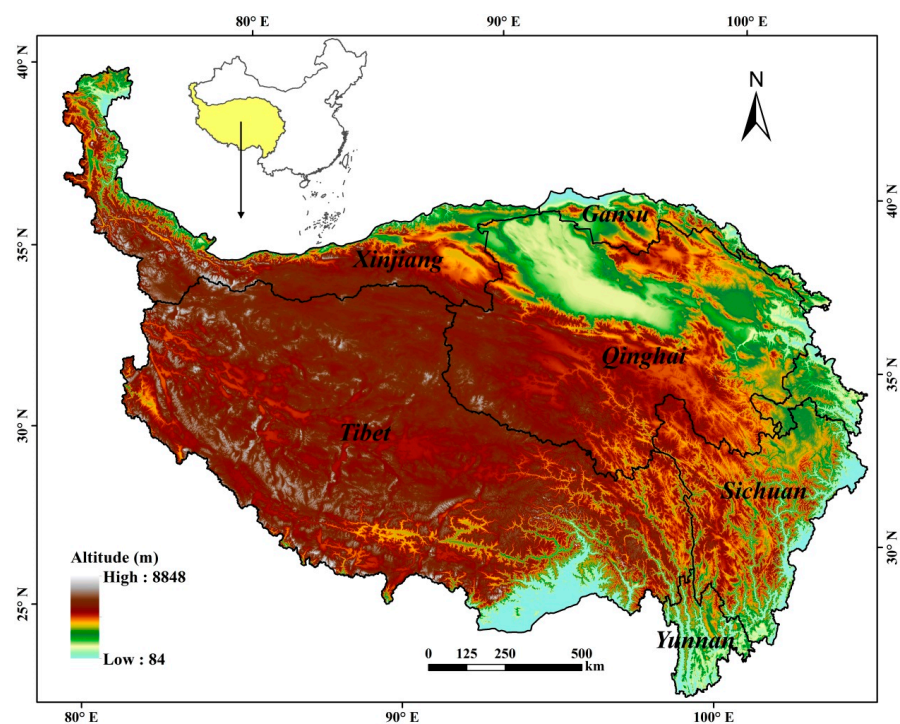 80° E 90° E 100° E
40° N
N
40° N
Gansu
35° N
Xinjiang
Qinghai
35° N
30° N
Tibet
Sichuan
Altitude (m)
High : 8848
30° N
25° N
Yunnan
Low : 84
0 125 250 500
km
80° E 90° E 100° E